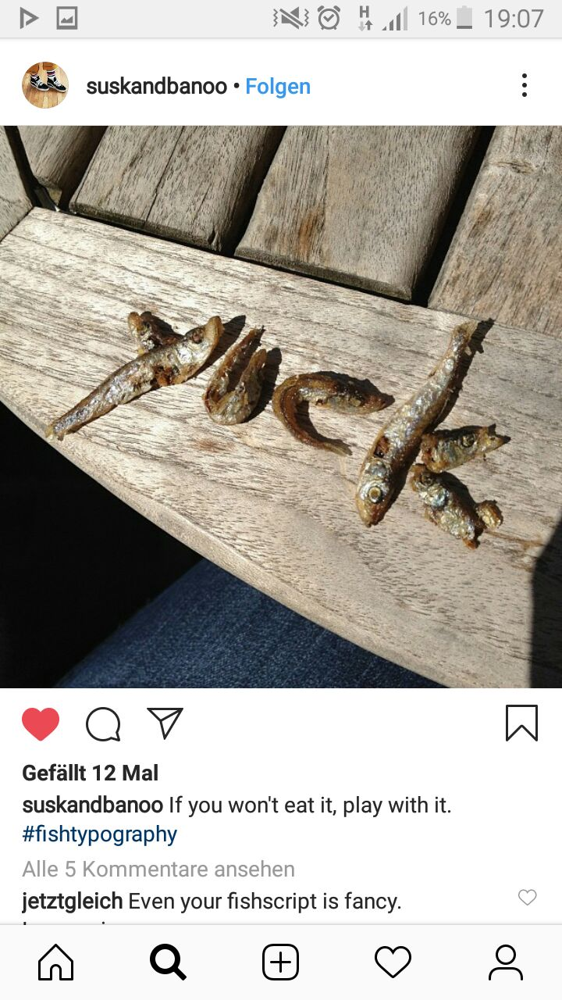 H 16% 19:07
suskandbanoo • Folgen
Gefällt 12 Mal
suskandbanoo If you won't eat it, play with it.
#fishtypography
Alle 5 Kommentare ansehen
jetztgleich Even your fishscript is fancy.